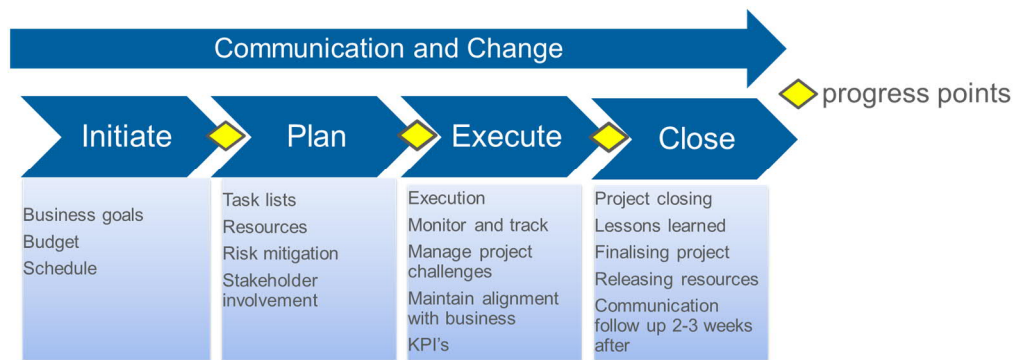 Communication and Change
progress points
Initiate
Plan
Execute
Close
Business goals
Budget
Schedule
Task lists
Resources
Risk mitigation
Stakeholder
involvement
Execution
Monitor and track
Manage project
challenges
Maintain alignment
with business
KPI's
Project closing
Lessons learned
Finalising project
Releasing resources
Communication
follow up 2-3 weeks
after